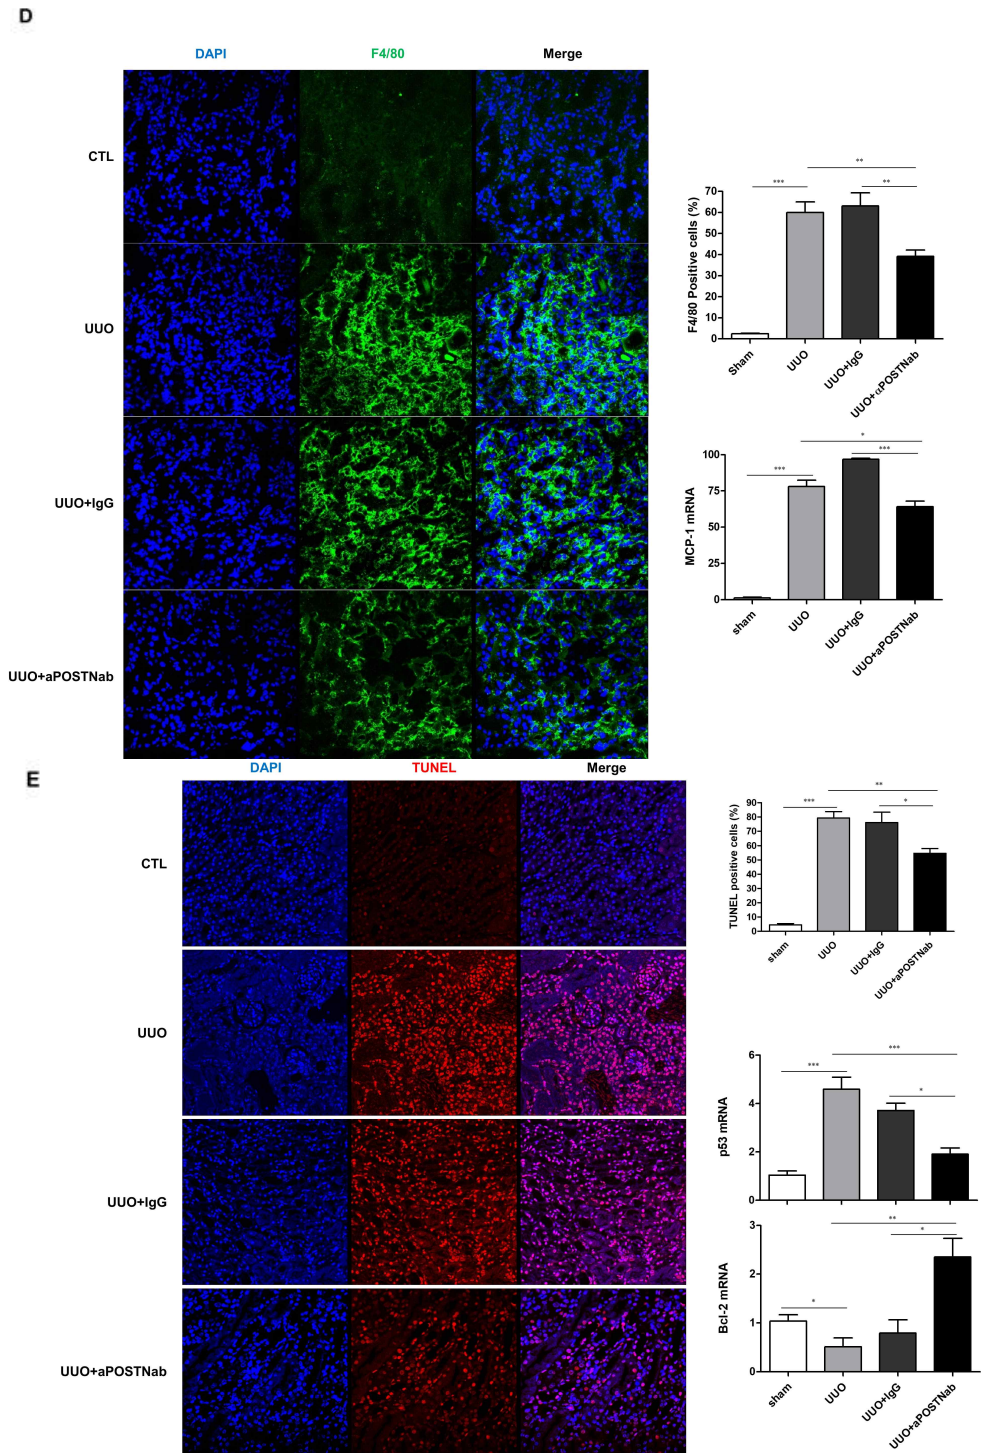 D
DAPI F4/80 Merge
CTL
UUO
UUO+IgG
UUO+aPOSTNab
** 
*** **
F4/80 Positive cells (%)
70
60
50
40
30
20
10
0
Sham UUO UUO+IgG UUO+αPOSTNab
*
*** ***
MCP-1 mRNA
100
75
50
25
0
sham UUO UUO+IgG UUO+aPOSTNab
E
DAPI TUNEL Merge
CTL
UUO
UUO+IgG
UUO+aPOSTNab
**
*** *
TUNEL positive cells (%)
90
80
70
60
50
40
30
20
10
0
sham UUO UUO+IgG UUO+aPOSTNab
***
*** *
p53 mRNA
6
4
2
0
**
*
*
Bcl-2 mRNA
3
2
1
0
sham UUO UUO+IgG UUO+aPOSTNab